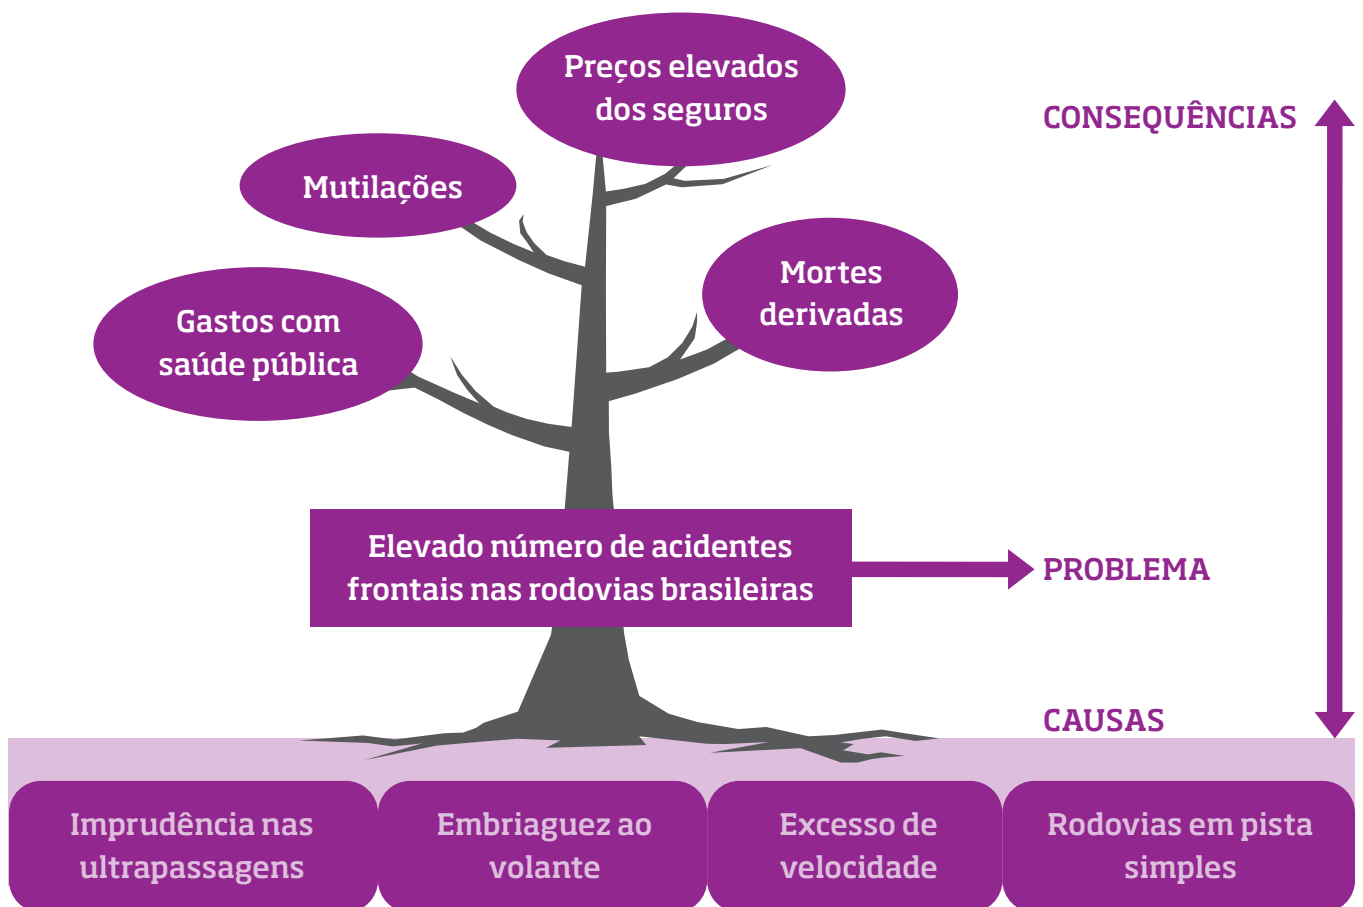 Preços elevados
dos seguros
CONSEQUÊNCIAS
Mutilações
Mortes
derivadas
Gastos com
saúde pública
Elevado número de acidentes
frontais nas rodovias brasileiras
PROBLEMA
CAUSAS
Imprudência nas
ultrapassagens
Embriaguez ao
volante
Excesso de
velocidade
Rodovias em pista
simples